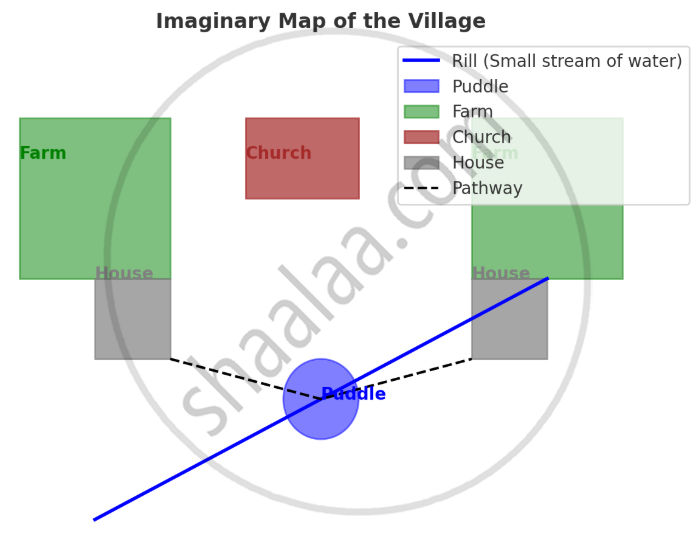 Imaginary Map of the Village
Rill (Small stream of water)
Puddle
Farm
Church
House
Pathway
Farm
Church
Farm
House
House
Puddle
shaalaa.com